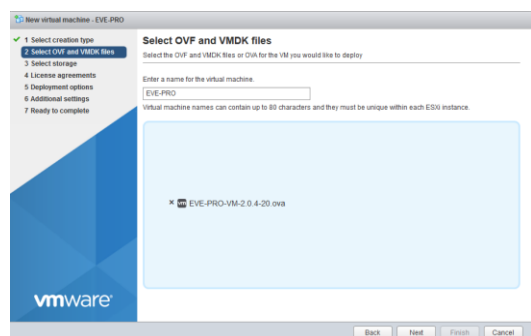 New virtual machine - EVE-PRO
1 Select creation type
2 Select OVF and VMDK files
3 Select storage
4 License agreements
5 Deployment options
6 Additional settings
7 Ready to complete
vmware
Select OVF and VMDK files
Select the OVF and VMDK files or OVA for the VM you would like to deploy
Enter a name for the virtual machine.
EVE-PRO
Virtual machine names can contain up to 80 characters and they must be unique within each ESXi instance.
EVE-PRO-VM-2.0.4-20.ova
Back Next Finish Cancel